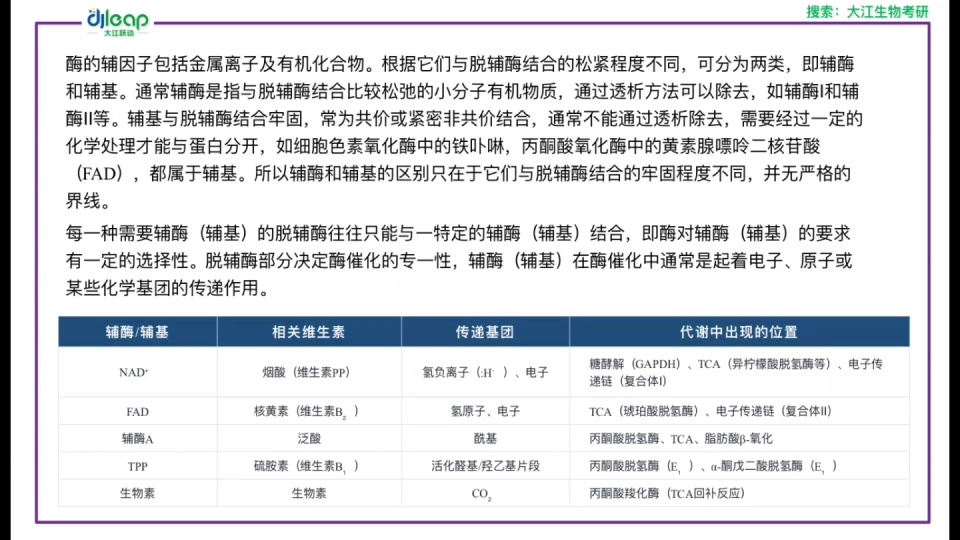 djleap
大江跃动
搜索：大江生物考研
酶的辅因子包括金属离子及有机化合物。根据它们与脱辅酶结合的松紧程度不同，可分为两类，即辅酶
和辅基。通常辅酶是指与脱辅酶结合比较松弛的小分子有机物质，通过透析方法可以除去，如辅酶I和辅
酶II等。辅基与脱辅酶结合牢固，常为共价或紧密非共价结合，通常不能通过透析除去，需要经过一定的
化学处理才能与蛋白分开，如细胞色素氧化酶中的铁卟啉，丙酮酸氧化酶中的黄素腺嘌呤二核苷酸
（FAD），都属于辅基。所以辅酶和辅基的区别只在于它们与脱辅酶结合的牢固程度不同，并无严格的
界线。
每一种需要辅酶（辅基）的脱辅酶往往只能与一特定的辅酶（辅基）结合，即酶对辅酶（辅基）的要求
有一定的选择性。脱辅酶部分决定酶催化的专一性，辅酶（辅基）在酶催化中通常是起着电子、原子或
某些化学基团的传递作用。
辅酶/辅基 相关维生素 传递基团 代谢中出现的位置
NAD⁺ 烟酸（维生素PP） 氢负离子（:H⁻ ）、电子 糖酵解（GAPDH）、TCA（异柠檬酸脱氢酶等）、电子传
递链（复合体I）
FAD 核黄素（维生素B₂ ） 氢原子、电子 TCA（琥珀酸脱氢酶）、电子传递链（复合体II）
辅酶A 泛酸 酰基 丙酮酸脱氢酶、TCA、脂肪酸β-氧化
TPP 硫胺素（维生素B₁ ） 活化醛基/羟乙基片段 丙酮酸脱氢酶（E₁ ）、α-酮戊二酸脱氢酶（E₁ ）
生物素 生物素 CO₂ 丙酮酸羧化酶（TCA回补反应）